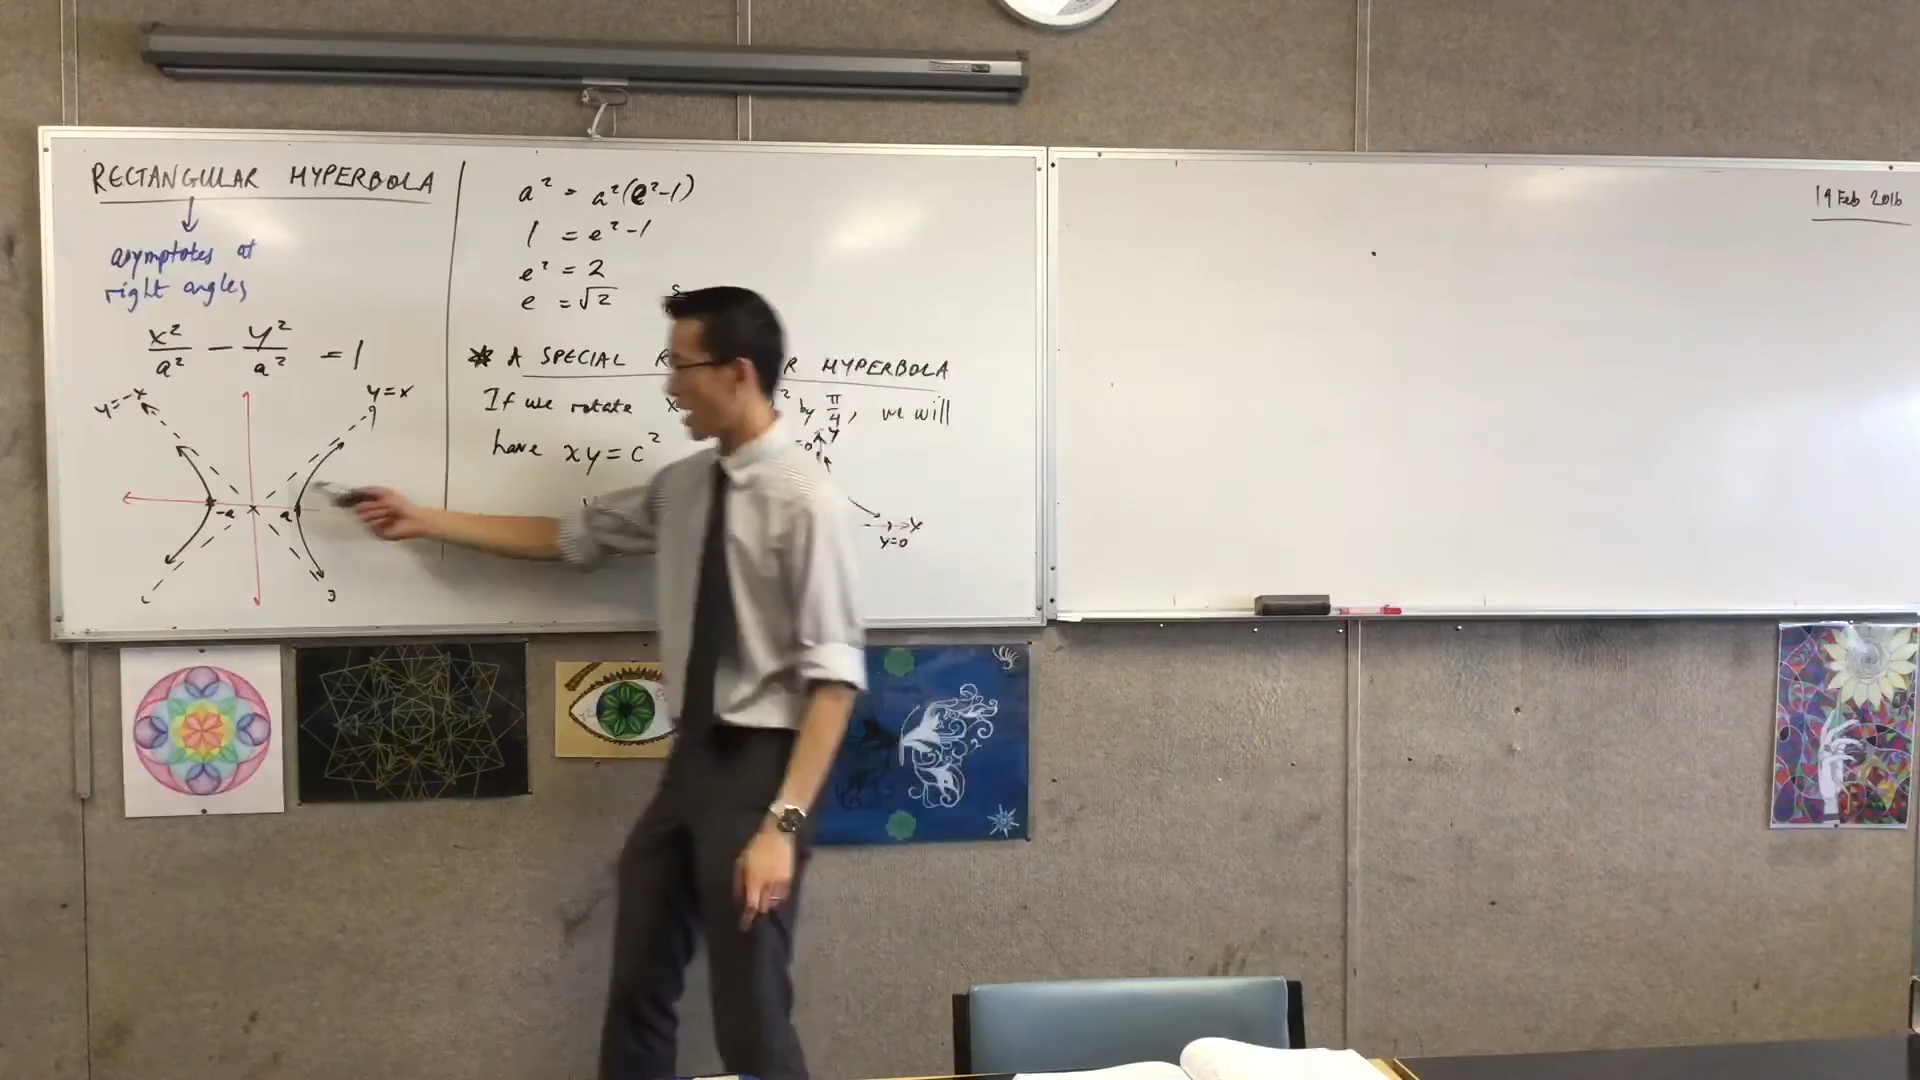 RECTANGULAR HYPERBOLA
asymptotes at
right angles
x²/a² - y²/a² = 1
y=-x
y=x
-a
a
a² = a²(e²-1)
1 = e²-1
e² = 2
e = √2
* A SPECIAL R HYPERBOLA
If we rotate x ² by π/4, we will
have xy = c²
y
x
y=0
19 Feb 2016